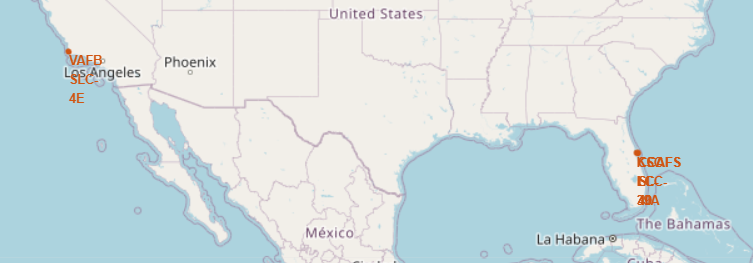 United States
VAFB
SLC-
4E
Los Angeles
Phoenix
The Bahamas
La Habana
México